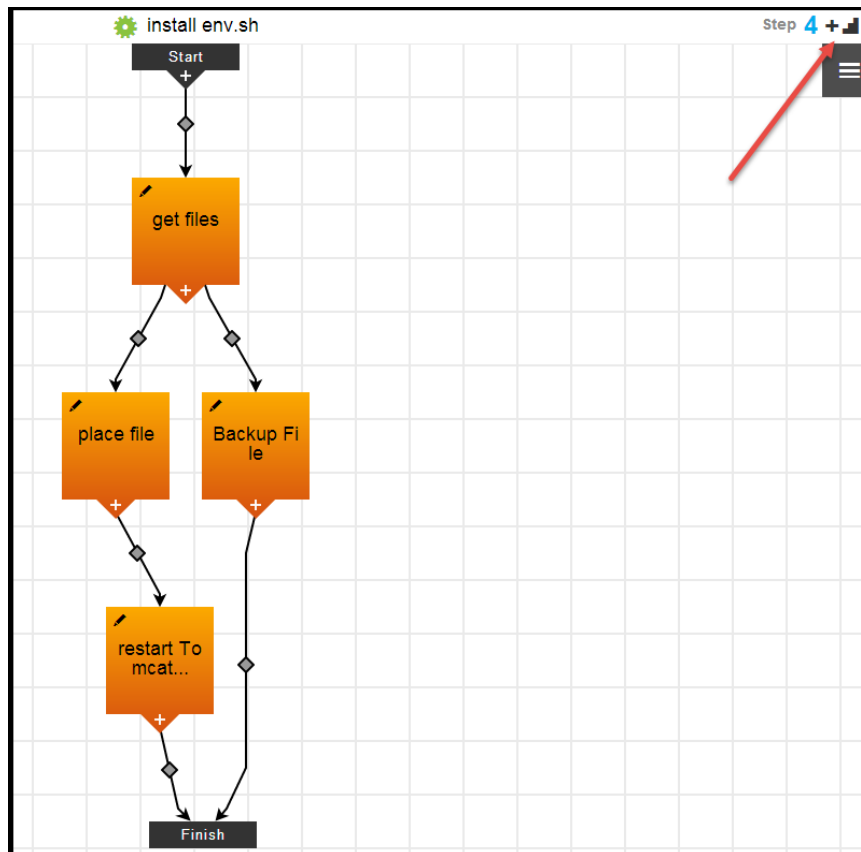 install env.sh
Step 4
Start
get files
place file
Backup Fi
le
restart To
mcat...
Finish